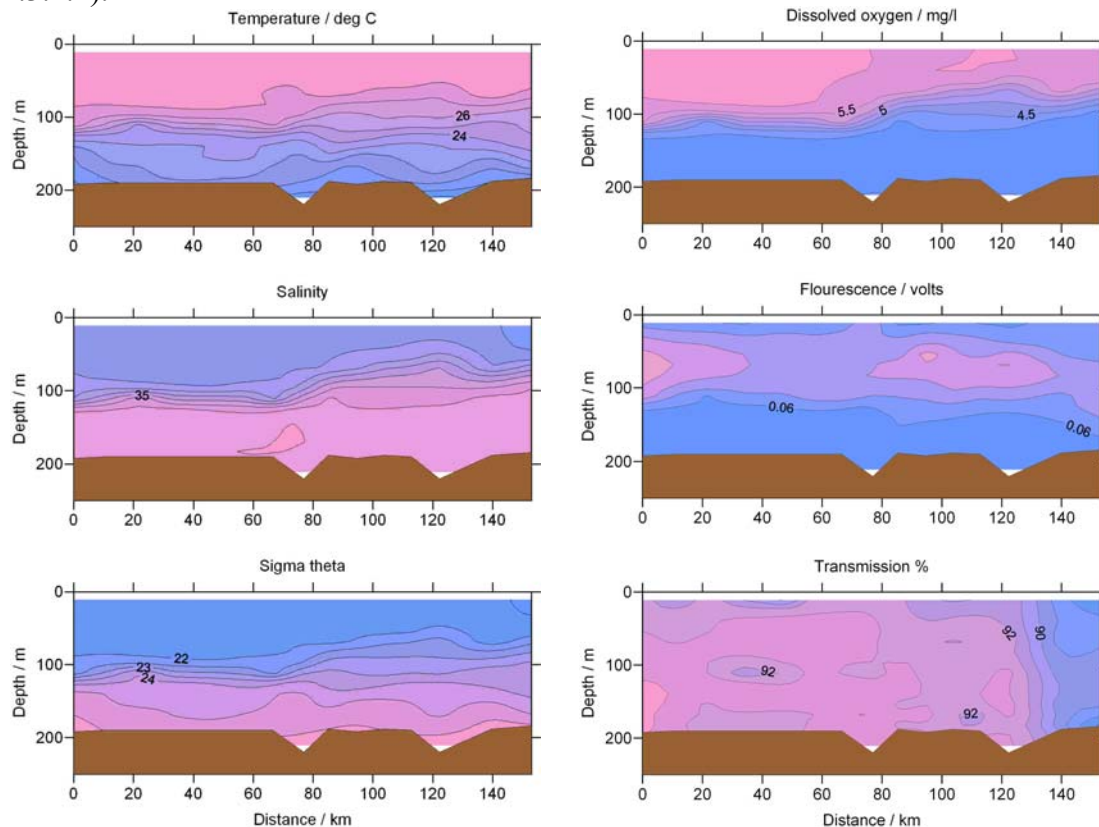 Temperature / deg C
0
100
200
Depth / m
26
24
0 20 40 60 80 100 120 140
Dissolved oxygen / mg/l
0
100
200
Depth / m
5.5 5 4.5
0 20 40 60 80 100 120 140
Salinity
0
100
200
Depth / m
35
0 20 40 60 80 100 120 140
Flourescence / volts
0
100
200
Depth / m
0.06 0.06
0 20 40 60 80 100 120 140
Sigma theta
0
100
200
Depth / m
22
23
24
0 20 40 60 80 100 120 140
Distance / km
Transmission %
0
100
200
Depth / m
92 90
92
92
0 20 40 60 80 100 120 140
Distance / km